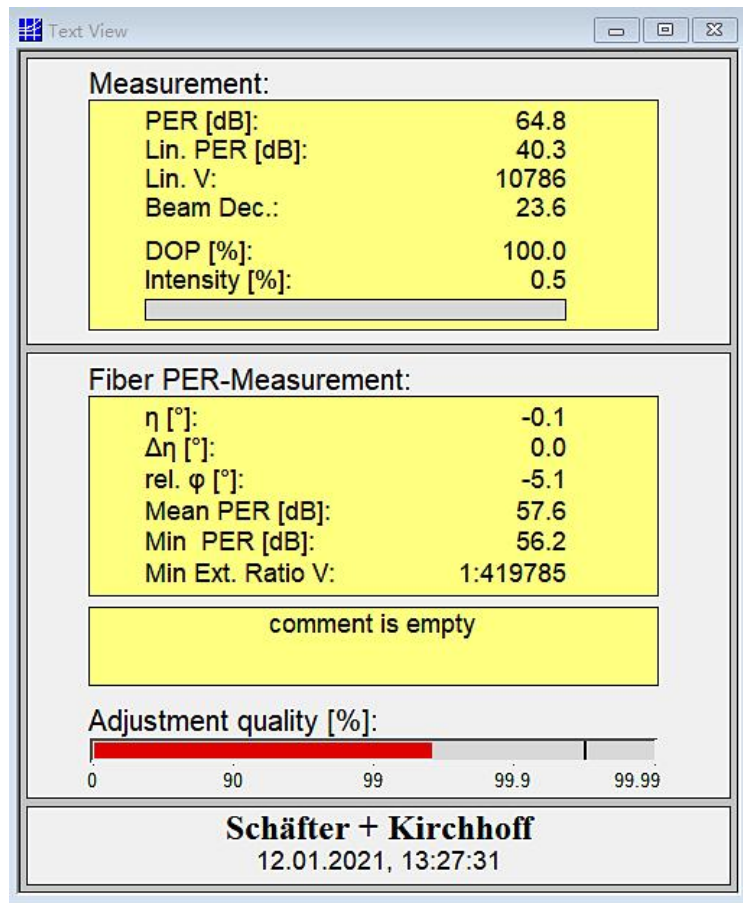 Text View
Measurement:
PER [dB]: 64.8
Lin. PER [dB]: 40.3
Lin. V: 10786
Beam Dec.: 23.6
DOP [%]: 100.0
Intensity [%]: 0.5
Fiber PER-Measurement:
η [°]: -0.1
Δη [°]: 0.0
rel. φ [°]: -5.1
Mean PER [dB]: 57.6
Min PER [dB]: 56.2
Min Ext. Ratio V: 1:419785
comment is empty
Adjustment quality [%]:
0 90 99 99.9 99.99
Schäfter + Kirchhoff
12.01.2021, 13:27:31